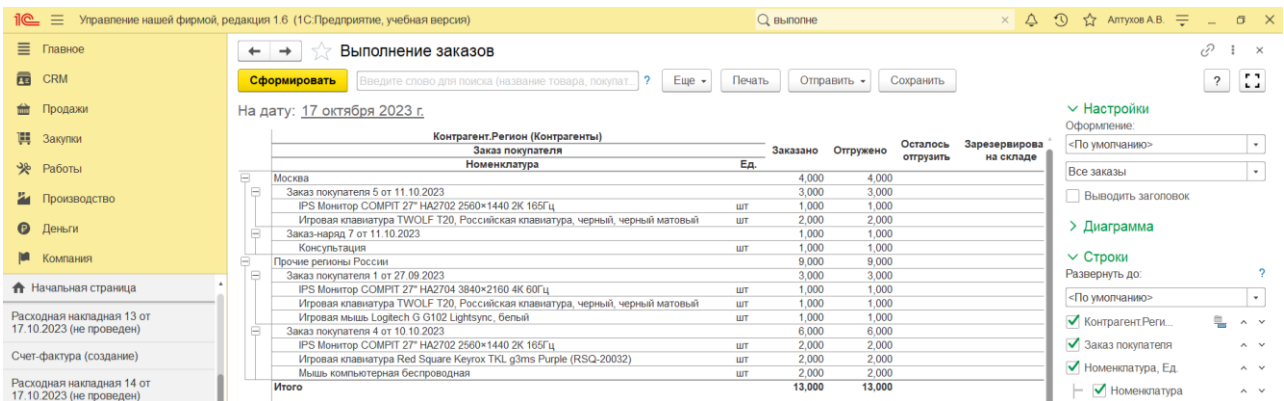 1С Управление нашей фирмой, редакция 1.6 (1С:Предприятие, учебная версия) выполне Алтухов А.В.
Главное
CRM
Продажи
Закупки
Работы
Производство
Деньги
Компания
Начальная страница
Расходная накладная 13 от
17.10.2023 (не проведен)
Счет-фактура (создание)
Расходная накладная 14 от
17.10.2023 (не проведен)
Выполнение заказов
Сформировать Введите слово для поиска (название товара, покупат... ? Еще Печать Отправить Сохранить ?
На дату: 17 октября 2023 г.
Контрагент.Регион (Контрагенты) Заказано Отгружено Осталось отгрузить Зарезервирова на складе
Заказ покупателя
Номенклатура Ед.
Москва 4,000 4,000
Заказ покупателя 5 от 11.10.2023 3,000 3,000
IPS Монитор COMPIT 27" HA2702 2560×1440 2K 165Гц шт 1,000 1,000
Игровая клавиатура TWOLF T20, Российская клавиатура, черный, черный матовый шт 2,000 2,000
Заказ-наряд 7 от 11.10.2023 1,000 1,000
Консультация шт 1,000 1,000
Прочие регионы России 9,000 9,000
Заказ покупателя 1 от 27.09.2023 3,000 3,000
IPS Монитор COMPIT 27" HA2704 3840×2160 4K 60Гц шт 1,000 1,000
Игровая клавиатура TWOLF T20, Российская клавиатура, черный, черный матовый шт 1,000 1,000
Игровая мышь Logitech G G102 Lightsync, белый шт 1,000 1,000
Заказ покупателя 4 от 10.10.2023 6,000 6,000
IPS Монитор COMPIT 27" HA2702 2560×1440 2K 165Гц шт 2,000 2,000
Игровая клавиатура Red Square Keyrox TKL g3ms Purple (RSQ-20032) шт 2,000 2,000
Мышь компьютерная беспроводная шт 2,000 2,000
Итого 13,000 13,000
Настройки
Оформление:
<По умолчанию>
Все заказы
Выводить заголовок
Диаграмма
Строки
Развернуть до: ?
<По умолчанию>
Контрагент.Реги...
Заказ покупателя
Номенклатура, Ед.
Номенклатура